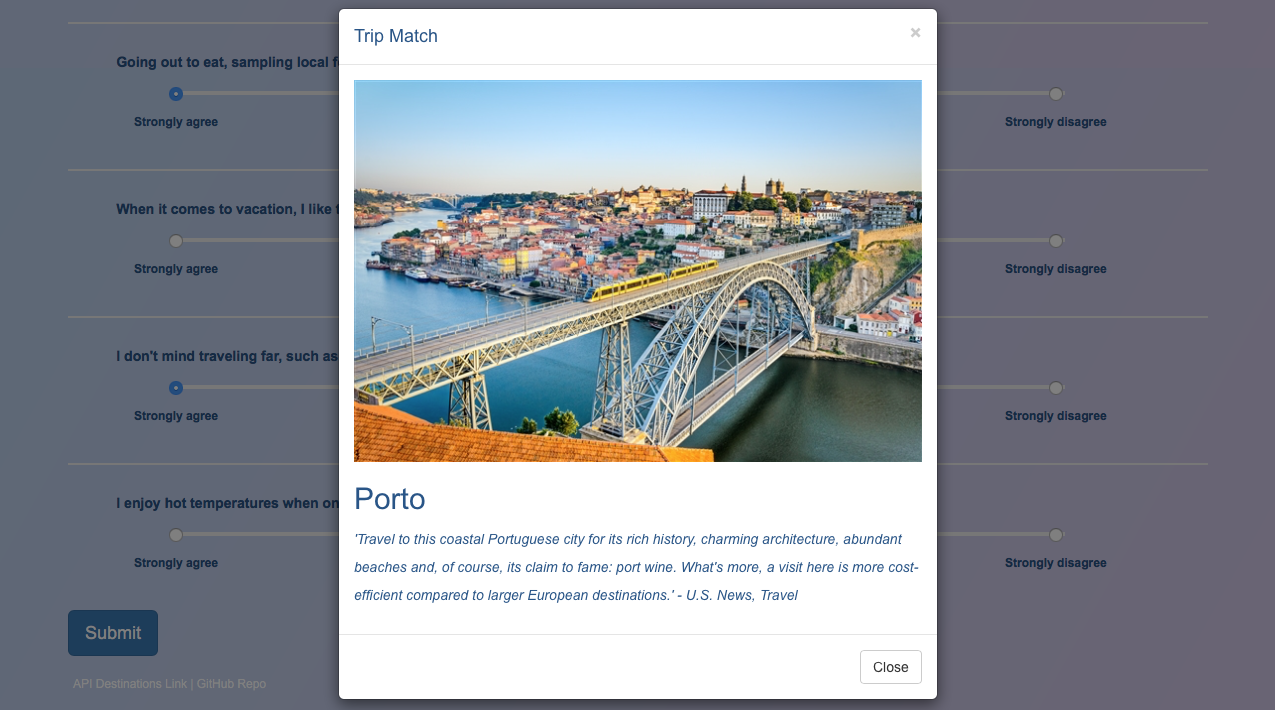 Trip Match
×
Going out to eat, sampling local
Strongly agree
Strongly disagree
When it comes to vacation, I like
Strongly agree
Strongly disagree
I don't mind traveling far, such as
Strongly agree
Strongly disagree
Porto
I enjoy hot temperatures when on
'Travel to this coastal Portuguese city for its rich history, charming architecture, abundant
Strongly agree
Strongly disagree
beaches and, of course, its claim to fame: port wine. What's more, a visit here is more cost-
efficient compared to larger European destinations.' - U.S. News, Travel
Submit
Close
API Destinations Link | GitHub Repo